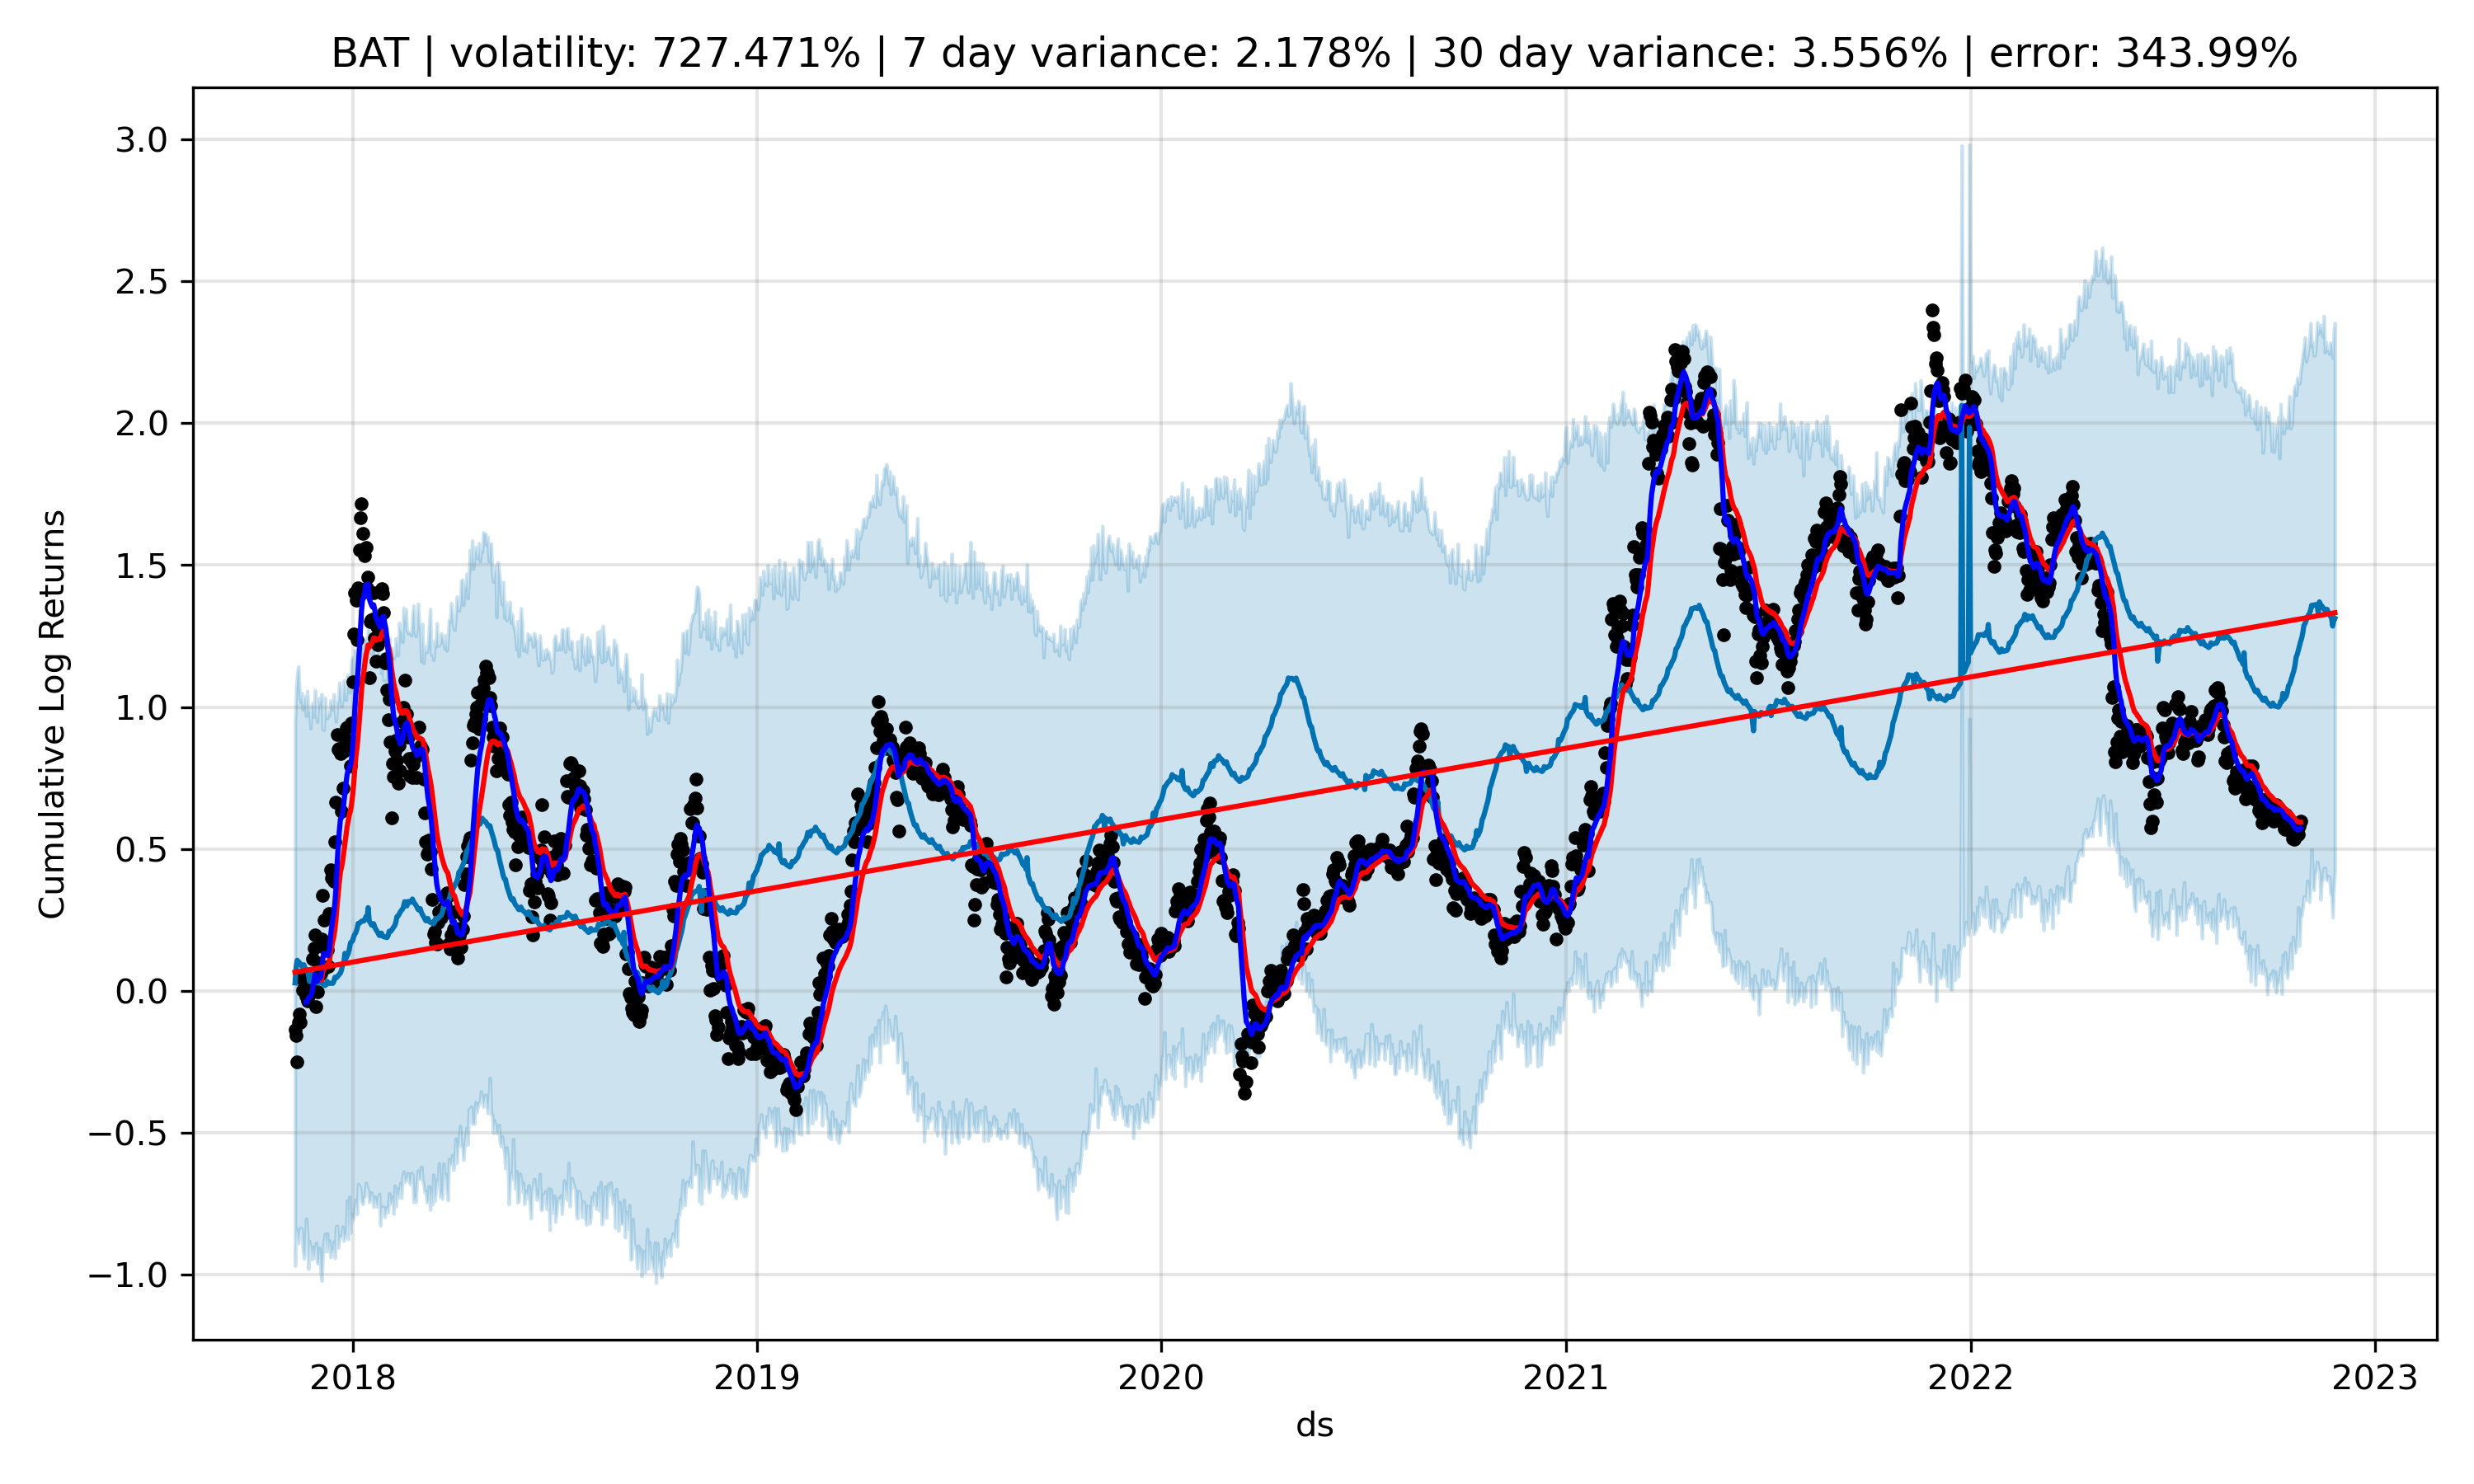 BAT | volatility: 727.471% | 7 day variance: 2.178% | 30 day variance: 3.556% | error: 343.99%
3.0
2.5
2.0
1.5
1.0
0.5
0.0
−0.5
−1.0
Cumulative Log Returns
2018 2019 2020 2021 2022 2023
ds